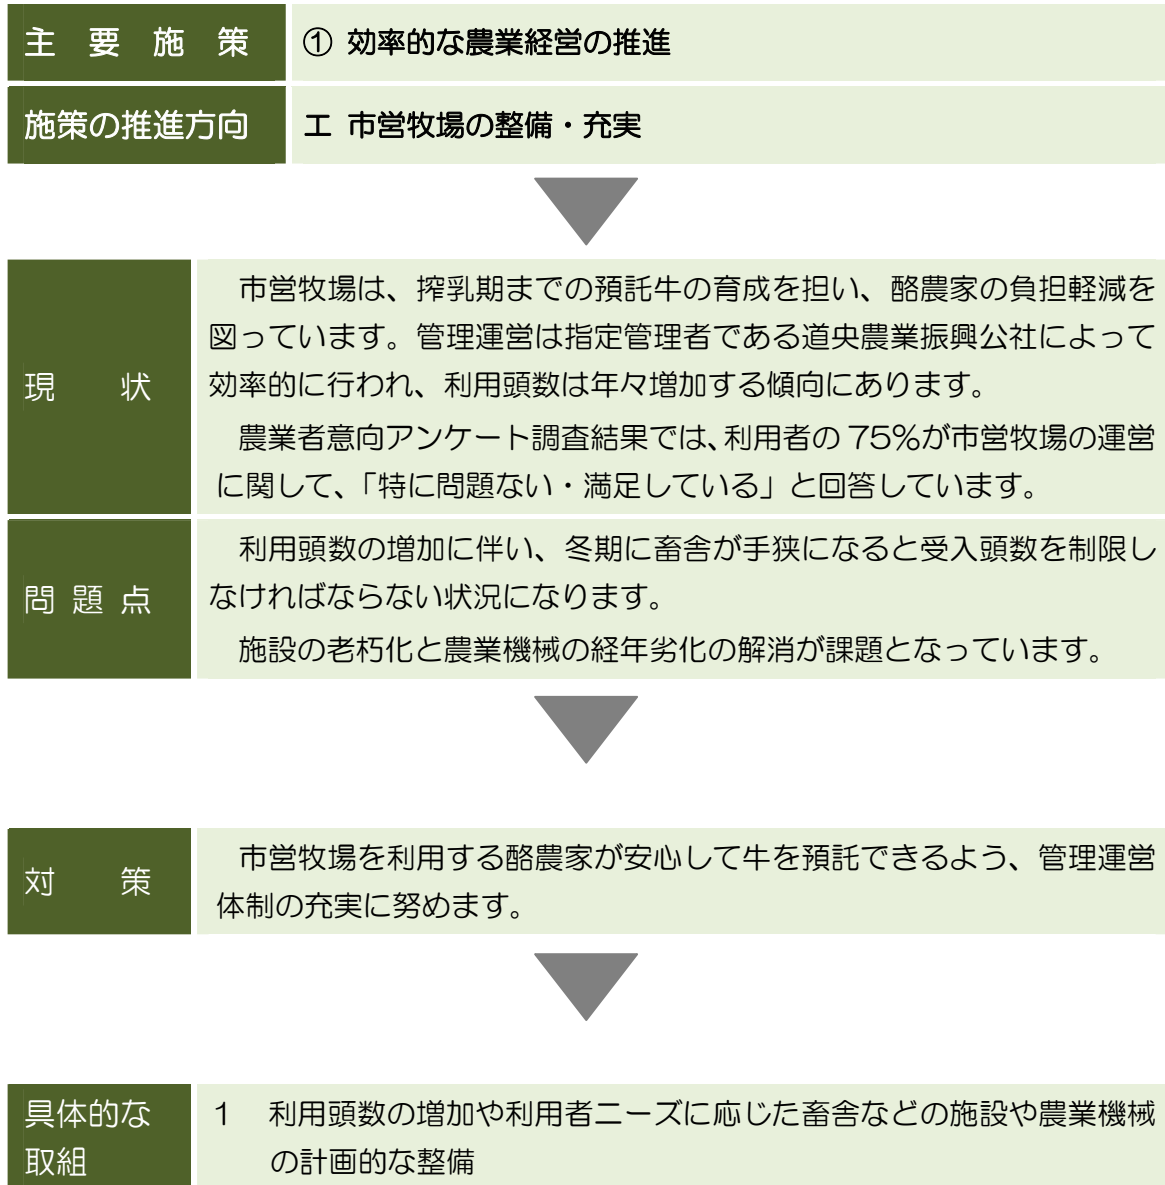 主要施策
① 効率的な農業経営の推進
施策の推進方向
エ 市営牧場の整備・充実
現状
市営牧場は、搾乳期までの預託牛の育成を担い、酪農家の負担軽減を
図っています。管理運営は指定管理者である道央農業振興公社によって
効率的に行われ、利用頭数は年々増加する傾向にあります。
農業者意向アンケート調査結果では、利用者の 75%が市営牧場の運営
に関して、「特に問題ない・満足している」と回答しています。
問題点
利用頭数の増加に伴い、冬期に畜舎が手狭になると受入頭数を制限し
なければならない状況になります。
施設の老朽化と農業機械の経年劣化の解消が課題となっています。
対策
市営牧場を利用する酪農家が安心して牛を預託できるよう、管理運営
体制の充実に努めます。
具体的な
取組
1 利用頭数の増加や利用者ニーズに応じた畜舎などの施設や農業機械
の計画的な整備